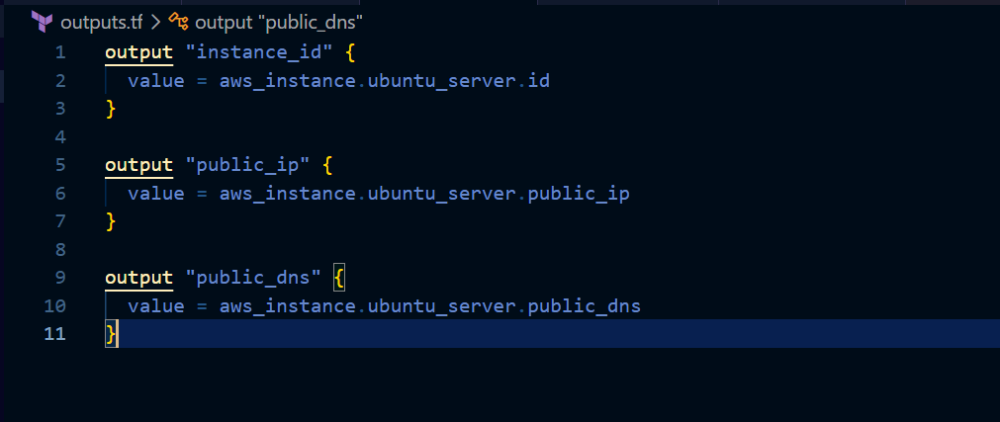 outputs.tf > output "public_dns"
1 output "instance_id" {
2 value = aws_instance.ubuntu_server.id
3 }
4
5 output "public_ip" {
6 value = aws_instance.ubuntu_server.public_ip
7 }
8
9 output "public_dns" {
10 value = aws_instance.ubuntu_server.public_dns
11 }